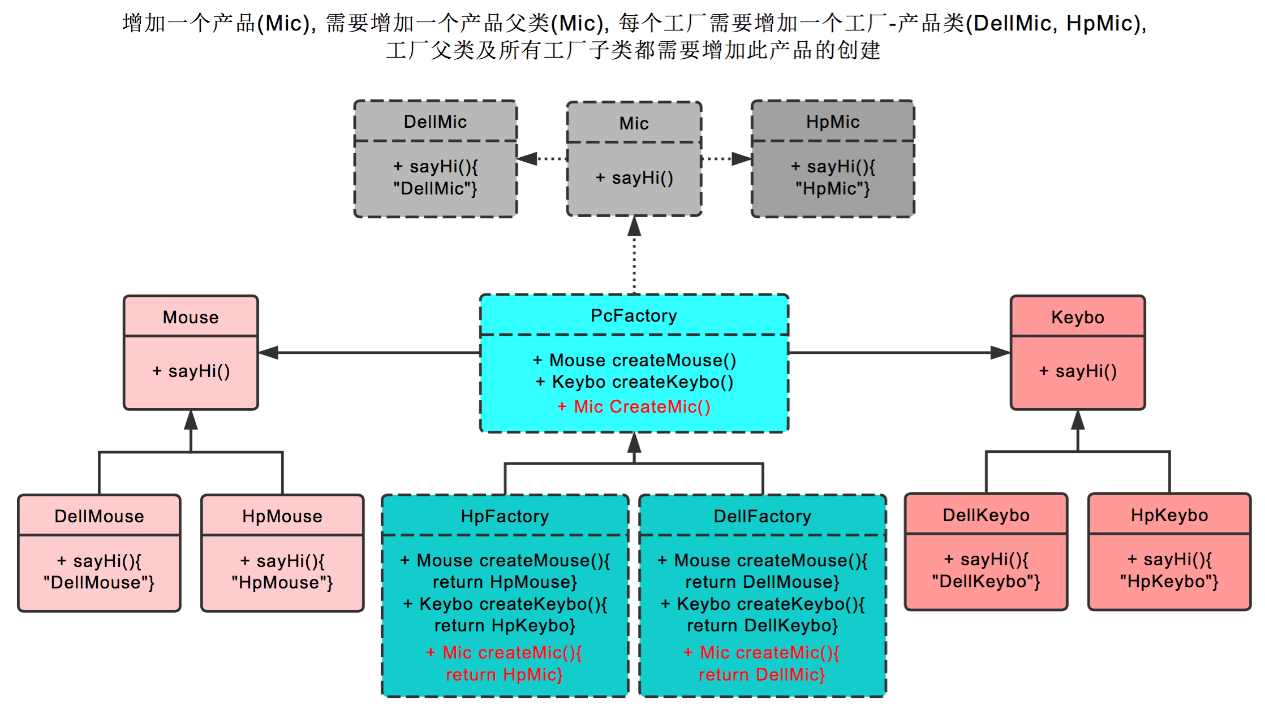 增加一个产品(Mic), 需要增加一个产品父类(Mic), 每个工厂需要增加一个工厂-产品类(DellMic, HpMic),
工厂父类及所有工厂子类都需要增加此产品的创建
DellMic
+ sayHi(){
"DellMic"}
Mic
+ sayHi()
HpMic
+ sayHi(){
"HpMic"}
Mouse
+ sayHi()
PcFactory
+ Mouse createMouse()
+ Keybo createKeybo()
+ Mic CreateMic()
Keybo
+ sayHi()
DellMouse
+ sayHi(){
"DellMouse"}
HpMouse
+ sayHi(){
"HpMouse"}
HpFactory
+ Mouse createMouse(){
return HpMouse}
+ Keybo createKeybo(){
return HpKeybo}
+ Mic createMic(){
return HpMic}
DellFactory
+ Mouse createMouse(){
return DellMouse}
+ Keybo createKeybo(){
return DellKeybo}
+ Mic createMic(){
return DellMic}
DellKeybo
+ sayHi(){
"DellKeybo"}
HpKeybo
+ sayHi(){
"HpKeybo"}